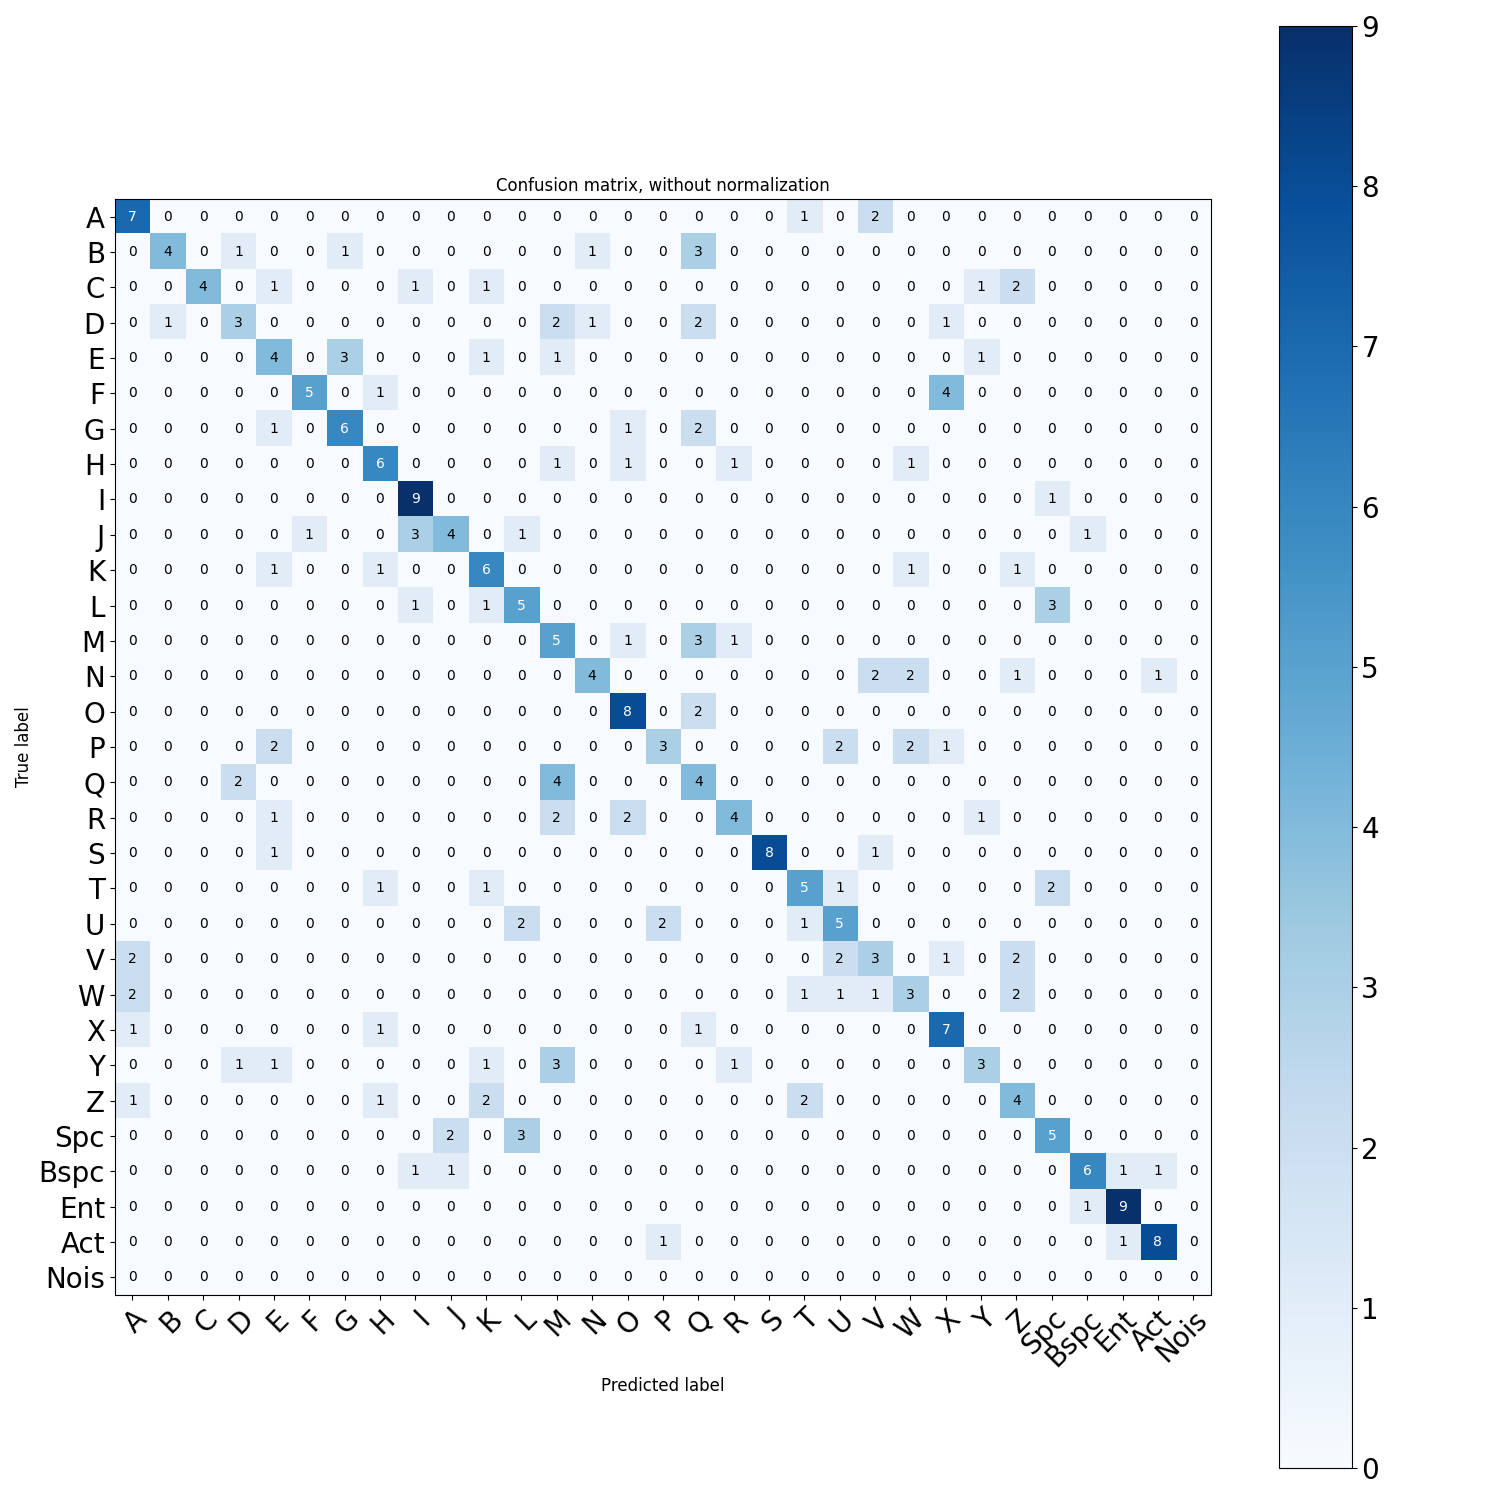 Confusion matrix, without normalization
A 7 0 0 0 0 0 0 0 0 0 0 0 0 0 0 0 0 0 0 1 0 2 0 0 0 0 0 0 0 0 0
B 0 4 0 1 0 0 1 0 0 0 0 0 0 1 0 0 3 0 0 0 0 0 0 0 0 0 0 0 0 0 0
C 0 0 4 0 1 0 0 0 1 0 1 0 0 0 0 0 0 0 0 0 0 0 0 0 1 2 0 0 0 0 0
D 0 1 0 3 0 0 0 0 0 0 0 0 2 1 0 0 2 0 0 0 0 0 0 1 0 0 0 0 0 0 0
E 0 0 0 0 4 0 3 0 0 0 1 0 1 0 0 0 0 0 0 0 0 0 0 0 1 0 0 0 0 0 0
F 0 0 0 0 0 5 0 1 0 0 0 0 0 0 0 0 0 0 0 0 0 0 0 4 0 0 0 0 0 0 0
G 0 0 0 0 1 0 6 0 0 0 0 0 0 0 1 0 2 0 0 0 0 0 0 0 0 0 0 0 0 0 0
H 0 0 0 0 0 0 0 6 0 0 0 0 1 0 1 0 0 1 0 0 0 0 1 0 0 0 0 0 0 0 0
I 0 0 0 0 0 0 0 0 9 0 0 0 0 0 0 0 0 0 0 0 0 0 0 0 0 0 1 0 0 0 0
J 0 0 0 0 0 1 0 0 3 4 0 1 0 0 0 0 0 0 0 0 0 0 0 0 0 0 0 1 0 0 0
K 0 0 0 0 1 0 0 1 0 0 6 0 0 0 0 0 0 0 0 0 0 0 1 0 0 1 0 0 0 0 0
L 0 0 0 0 0 0 0 0 1 0 1 5 0 0 0 0 0 0 0 0 0 0 0 0 0 0 3 0 0 0 0
M 0 0 0 0 0 0 0 0 0 0 0 0 5 0 1 0 3 1 0 0 0 0 0 0 0 0 0 0 0 0 0
N 0 0 0 0 0 0 0 0 0 0 0 0 0 4 0 0 0 0 0 0 0 2 2 0 0 1 0 0 0 1 0
O 0 0 0 0 0 0 0 0 0 0 0 0 0 0 8 0 2 0 0 0 0 0 0 0 0 0 0 0 0 0 0
P 0 0 0 0 2 0 0 0 0 0 0 0 0 0 0 3 0 0 0 0 2 0 2 1 0 0 0 0 0 0 0
Q 0 0 0 2 0 0 0 0 0 0 0 0 4 0 0 0 4 0 0 0 0 0 0 0 0 0 0 0 0 0 0
R 0 0 0 0 1 0 0 0 0 0 0 0 2 0 2 0 0 4 0 0 0 0 0 0 1 0 0 0 0 0 0
S 0 0 0 0 1 0 0 0 0 0 0 0 0 0 0 0 0 0 8 0 0 1 0 0 0 0 0 0 0 0 0
T 0 0 0 0 0 0 0 1 0 0 1 0 0 0 0 0 0 0 0 5 1 0 0 0 0 0 2 0 0 0 0
U 0 0 0 0 0 0 0 0 0 0 0 2 0 0 0 2 0 0 0 1 5 0 0 0 0 0 0 0 0 0 0
V 2 0 0 0 0 0 0 0 0 0 0 0 0 0 0 0 0 0 0 0 2 3 0 1 0 2 0 0 0 0 0
W 2 0 0 0 0 0 0 0 0 0 0 0 0 0 0 0 0 0 0 1 1 1 3 0 0 2 0 0 0 0 0
X 1 0 0 0 0 0 0 1 0 0 0 0 0 0 0 0 1 0 0 0 0 0 0 7 0 0 0 0 0 0 0
Y 0 0 0 1 1 0 0 0 0 0 1 0 3 0 0 0 0 1 0 0 0 0 0 0 3 0 0 0 0 0 0
Z 1 0 0 0 0 0 0 1 0 0 2 0 0 0 0 0 0 0 0 2 0 0 0 0 0 4 0 0 0 0 0
Spc 0 0 0 0 0 0 0 0 0 2 0 3 0 0 0 0 0 0 0 0 0 0 0 0 0 0 5 0 0 0 0
Bspc 0 0 0 0 0 0 0 0 1 1 0 0 0 0 0 0 0 0 0 0 0 0 0 0 0 0 0 6 1 1 0
Ent 0 0 0 0 0 0 0 0 0 0 0 0 0 0 0 0 0 0 0 0 0 0 0 0 0 0 0 1 9 0 0
Act 0 0 0 0 0 0 0 0 0 0 0 0 0 0 0 1 0 0 0 0 0 0 0 0 0 0 0 0 1 8 0
Nois 0 0 0 0 0 0 0 0 0 0 0 0 0 0 0 0 0 0 0 0 0 0 0 0 0 0 0 0 0 0 0
A B C D E F G H I J K L M N O P Q R S T U V W X Y Z Spc Bspc Ent Act Nois
Predicted label
True label
9
8
7
6
5
4
3
2
1
0